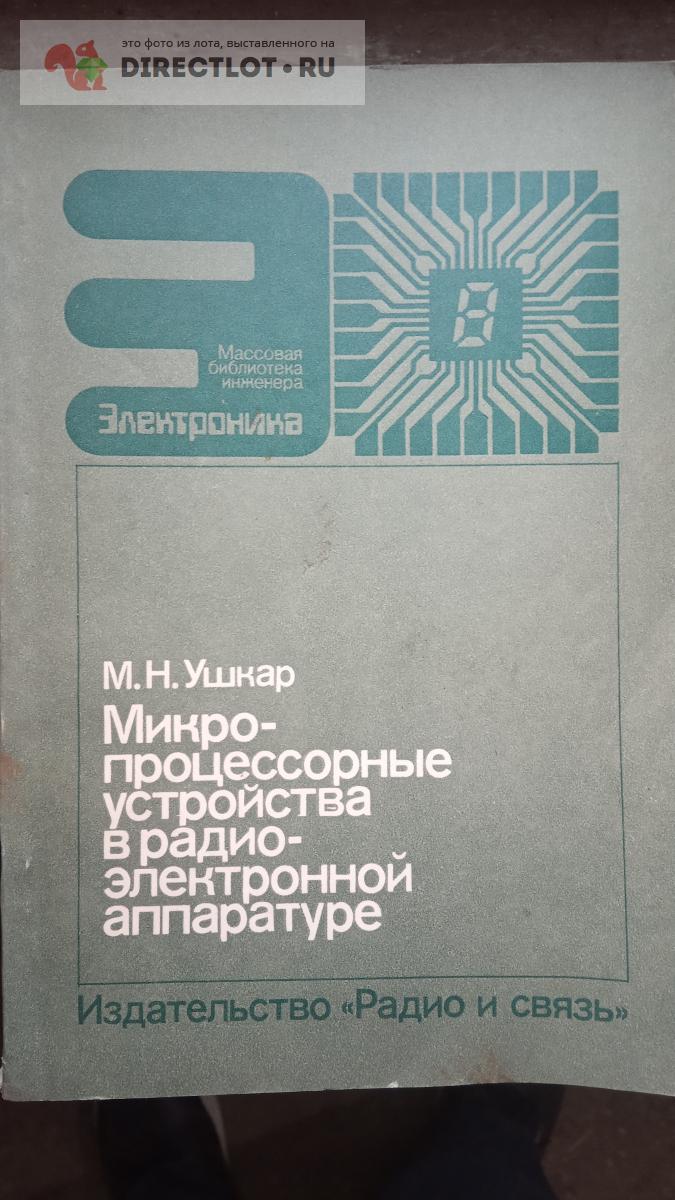 это фото из лота, выставленного на
DIRECTLOT•RU
Массовая
библиотека
инженера
Электроника
8
М.Н.Ушкар
Микро-
процессорные
устройства
в радио-
электронной
аппаратуре
Издательство «Радио и связь»